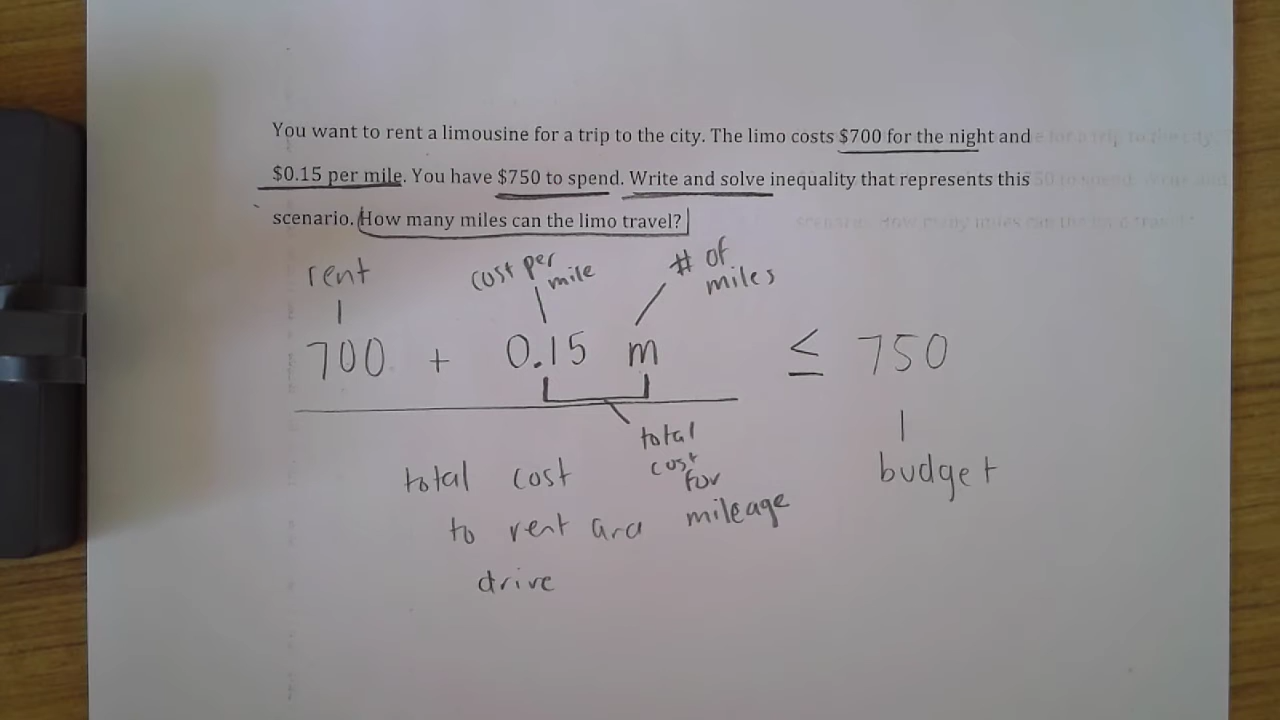 You want to rent a limousine for a trip to the city. The limo costs $700 for the night and
$0.15 per mile. You have $750 to spend. Write and solve inequality that represents this
scenario. How many miles can the limo travel?
rent
cost per mile
# of miles
700 + 0.15 m ≤ 750
total cost for mileage
total cost
to rent and
drive
budget